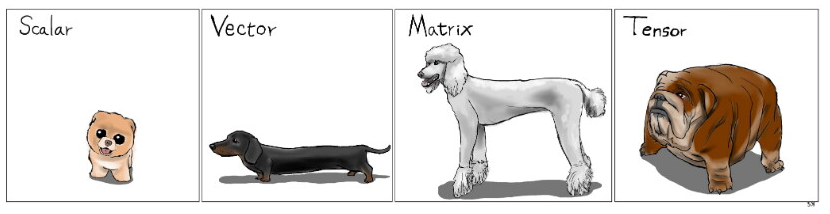 Scalar
Vector
Matrix
Tensor